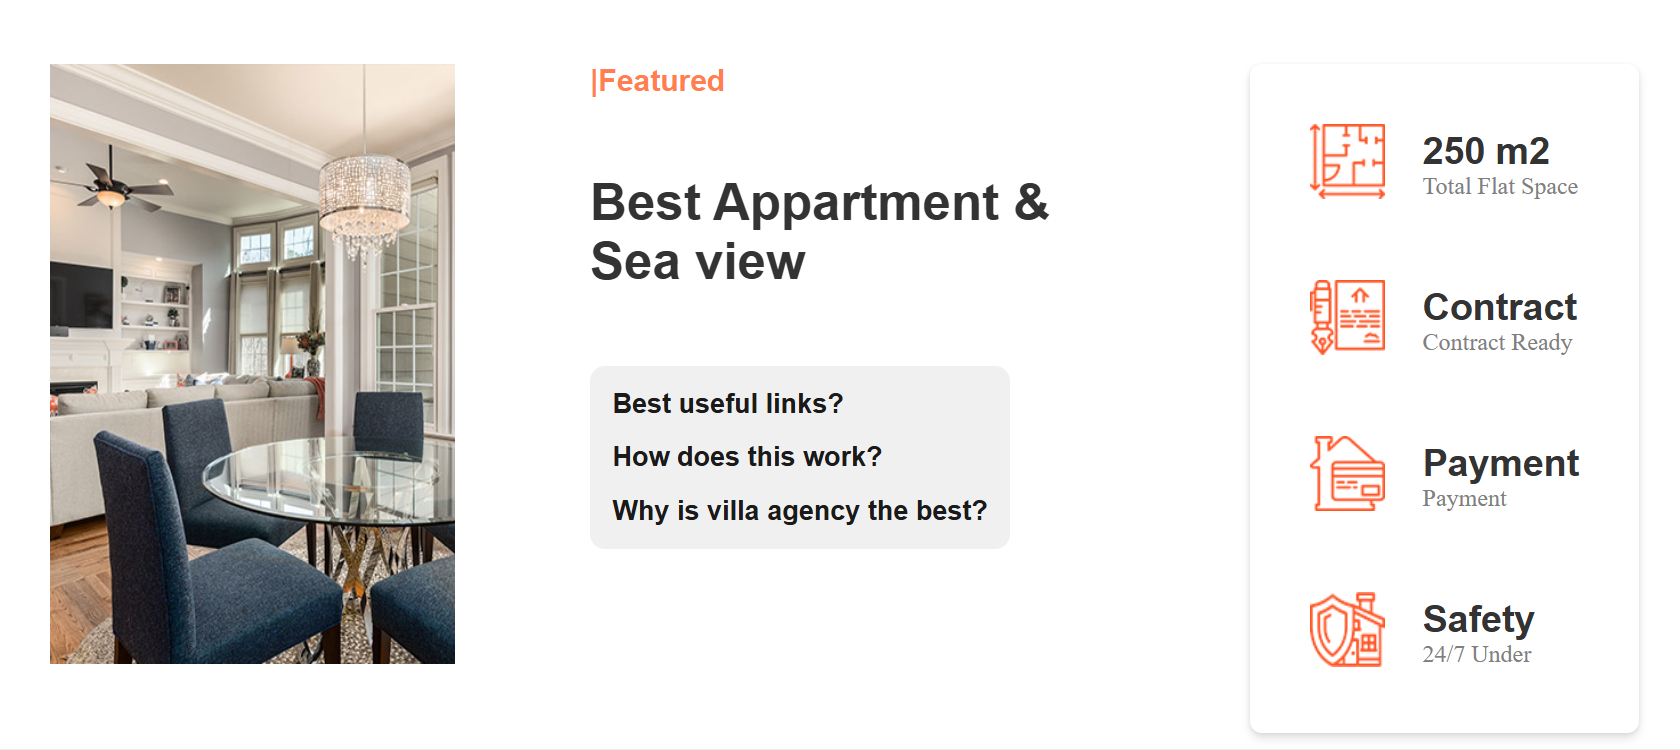 |Featured
Best Appartment &
Sea view
Best useful links?
How does this work?
Why is villa agency the best?
250 m2
Total Flat Space
Contract
Contract Ready
Payment
Payment
Safety
24/7 Under